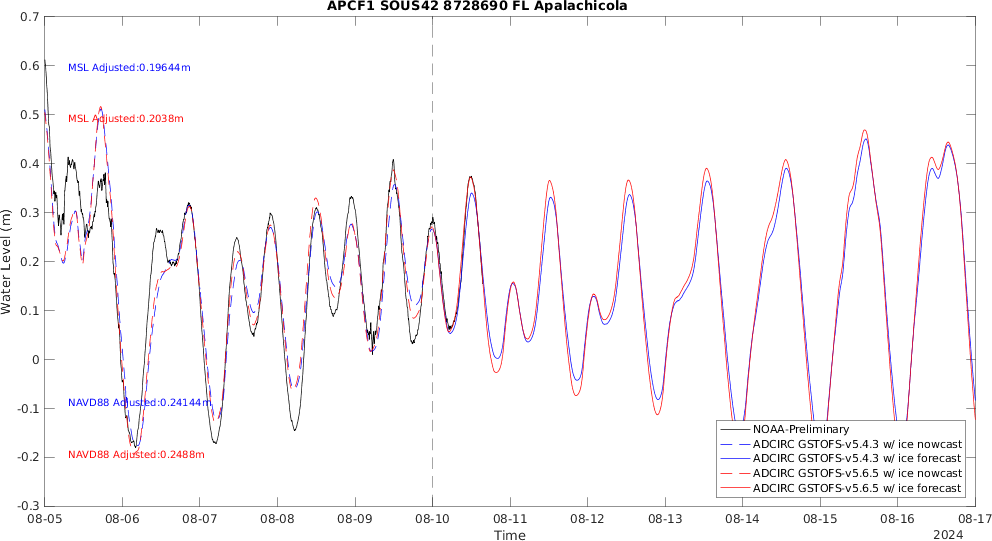 APCF1 SOUS42 8728690 FL Apalachicola
0.7
0.6
0.5
0.4
0.3
0.2
0.1
0
-0.1
-0.2
-0.3
Water Level (m)
MSL Adjusted:0.19644m
MSL Adjusted:0.2038m
NAVD88 Adjusted:0.24144m
NAVD88 Adjusted:0.2488m
NOAA-Preliminary
ADCIRC GSTOFS-v5.4.3 w/ ice nowcast
ADCIRC GSTOFS-v5.4.3 w/ ice forecast
ADCIRC GSTOFS-v5.6.5 w/ ice nowcast
ADCIRC GSTOFS-v5.6.5 w/ ice forecast
08-05 08-06 08-07 08-08 08-09 08-10 08-11 08-12 08-13 08-14 08-15 08-16 08-17
Time
2024